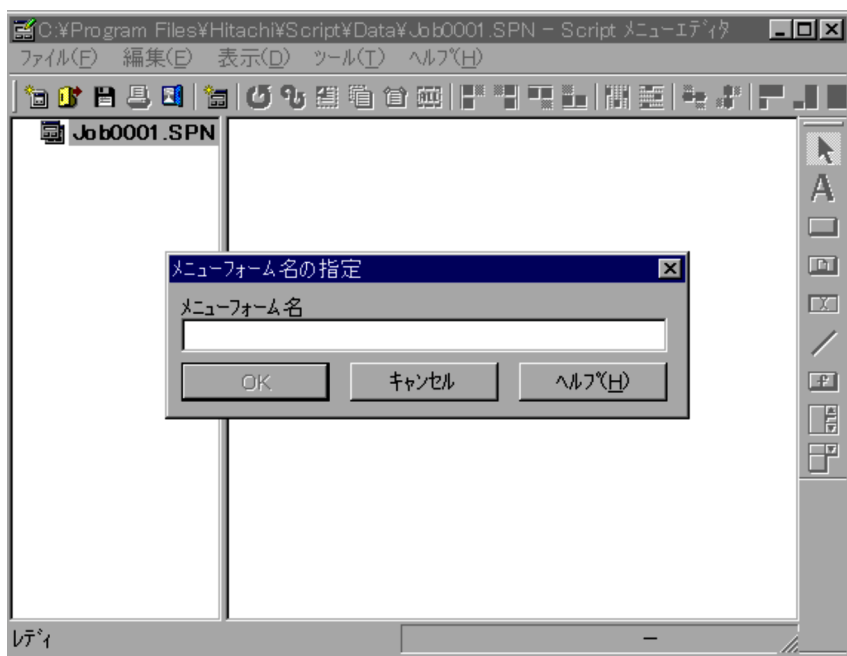 C:¥Program Files¥Hitachi¥Script¥Data¥Job0001.SPN - Script ﾒﾆｭｰｴﾃﾞｨﾀ
ﾌｧｲﾙ(F) 編集(E) 表示(D) ﾂｰﾙ(T) ﾍﾙﾌﾟ(H)
ALL
Job0001.SPN
A
ﾒﾆｭｰﾌｫｰﾑ名の指定
ﾒﾆｭｰﾌｫｰﾑ名
OK ｷｬﾝｾﾙ ﾍﾙﾌﾟ(H)
ﾚﾃﾞｨ